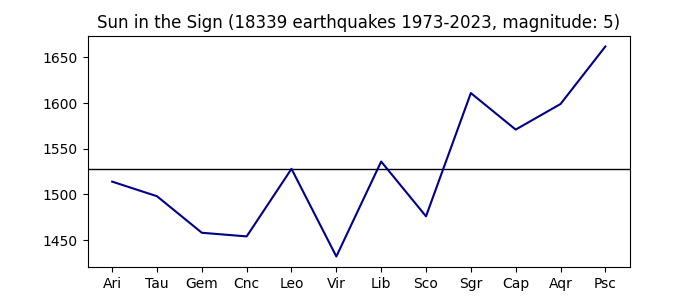 Sun in the Sign (18339 earthquakes 1973-2023, magnitude: 5)
1650
1600
1550
1500
1450
Ari Tau Gem Cnc Leo Vir Lib Sco Sgr Cap Aqr Psc